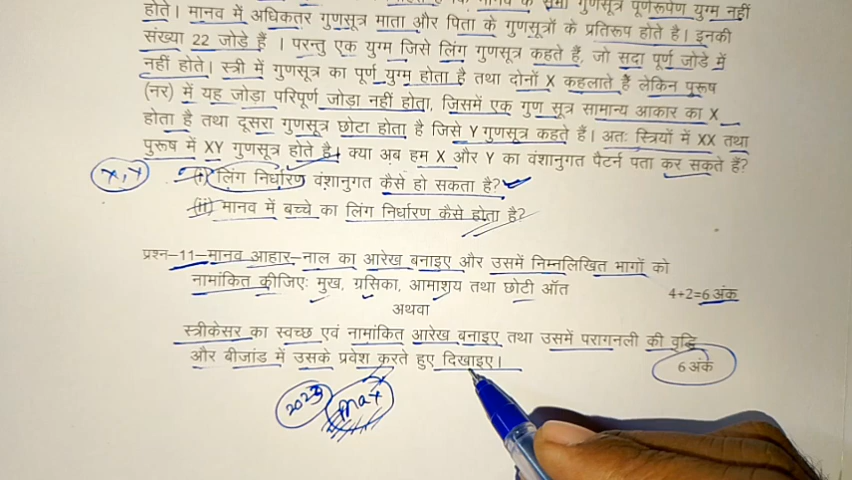 होते। मानव में अधिकतर गुणसूत्र माता और पिता के गुणसूत्रों के प्रतिरूप होते है। इनकी
संख्या 22 जोड़े हैं । परन्तु एक युग्म जिसे लिंग गुणसूत्र कहते हैं, जो सदा पूर्ण जोडे में
नहीं होते। स्त्री में गुणसूत्र का पूर्ण युग्म होता है तथा दोनों X कहलाते हैं लेकिन पुरूष
(नर) में यह जोड़ा परिपूर्ण जोड़ा नहीं होता, जिसमें एक गुण सूत्र सामान्य आकार का X
होता है तथा दूसरा गुणसूत्र छोटा होता है जिसे Y गुणसूत्र कहते हैं। अतः स्त्रियों में XX तथा
पुरूष में XY गुणसूत्र होते है। क्या अब हम X और Y का वंशानुगत पैटर्न पता कर सकते हैं?
X, Y
(i) लिंग निर्धारण वंशानुगत कैसे हो सकता है?
(ii) मानव में बच्चे का लिंग निर्धारण कैसे होता है?
प्रश्न–11–मानव आहार–नाल का आरेख बनाइए और उसमें निम्नलिखित भागों को
नामांकित कीजिएः मुख, ग्रसिका, आमाशय तथा छोटी ऑत
4+2=6 अंक
अथवा
स्त्रीकेसर का स्वच्छ एवं नामांकित आरेख बनाइए तथा उसमें परागनली की वृद्धि
और बीजांड में उसके प्रवेश करते हुए दिखाइए।
6 अंक
2023
max